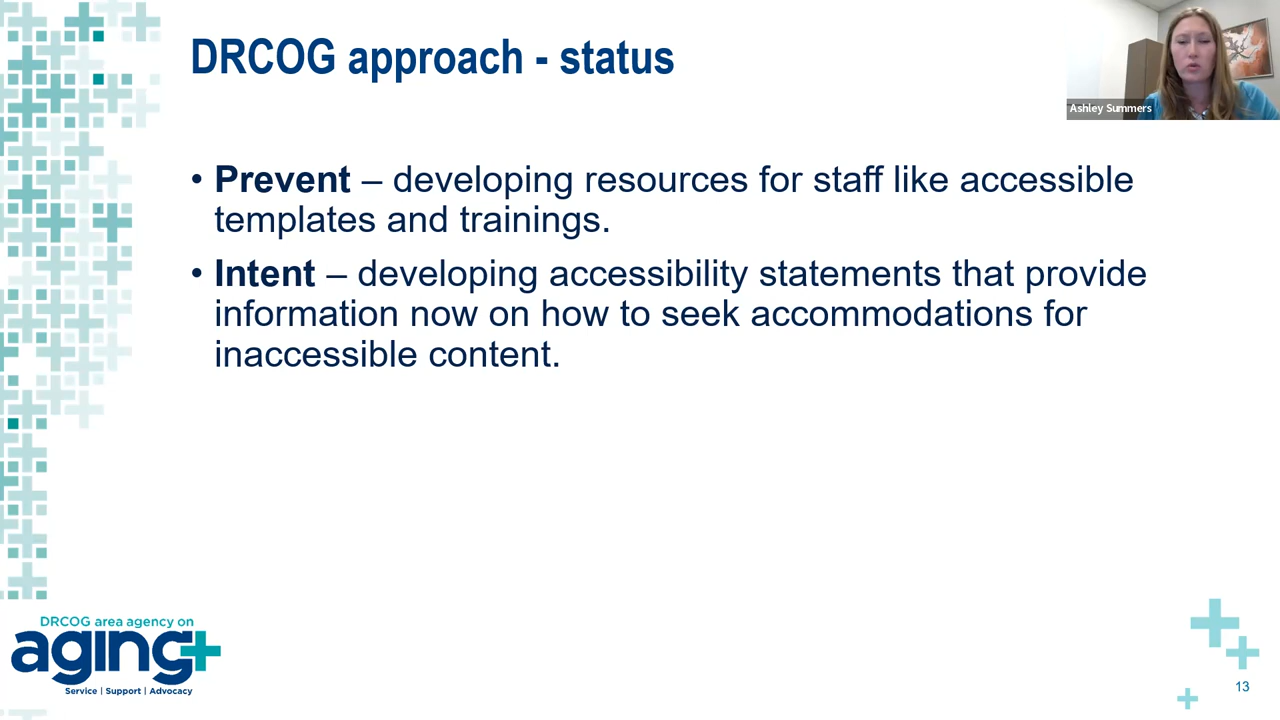 DRCOG approach - status
Ashley Summers
• Prevent – developing resources for staff like accessible
templates and trainings.
• Intent – developing accessibility statements that provide
information now on how to seek accommodations for
inaccessible content.
DRCOG area agency on
aging+
Service | Support | Advocacy
13